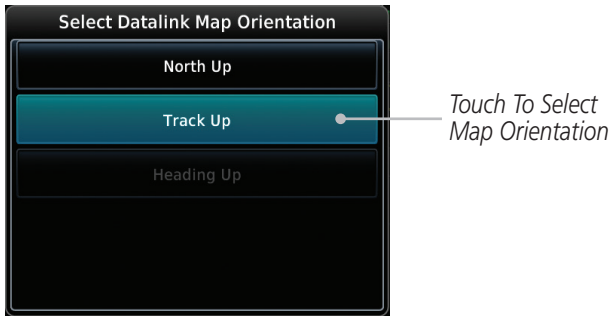 Select Datalink Map Orientation
North Up
Track Up
Heading Up
Touch To Select
Map Orientation